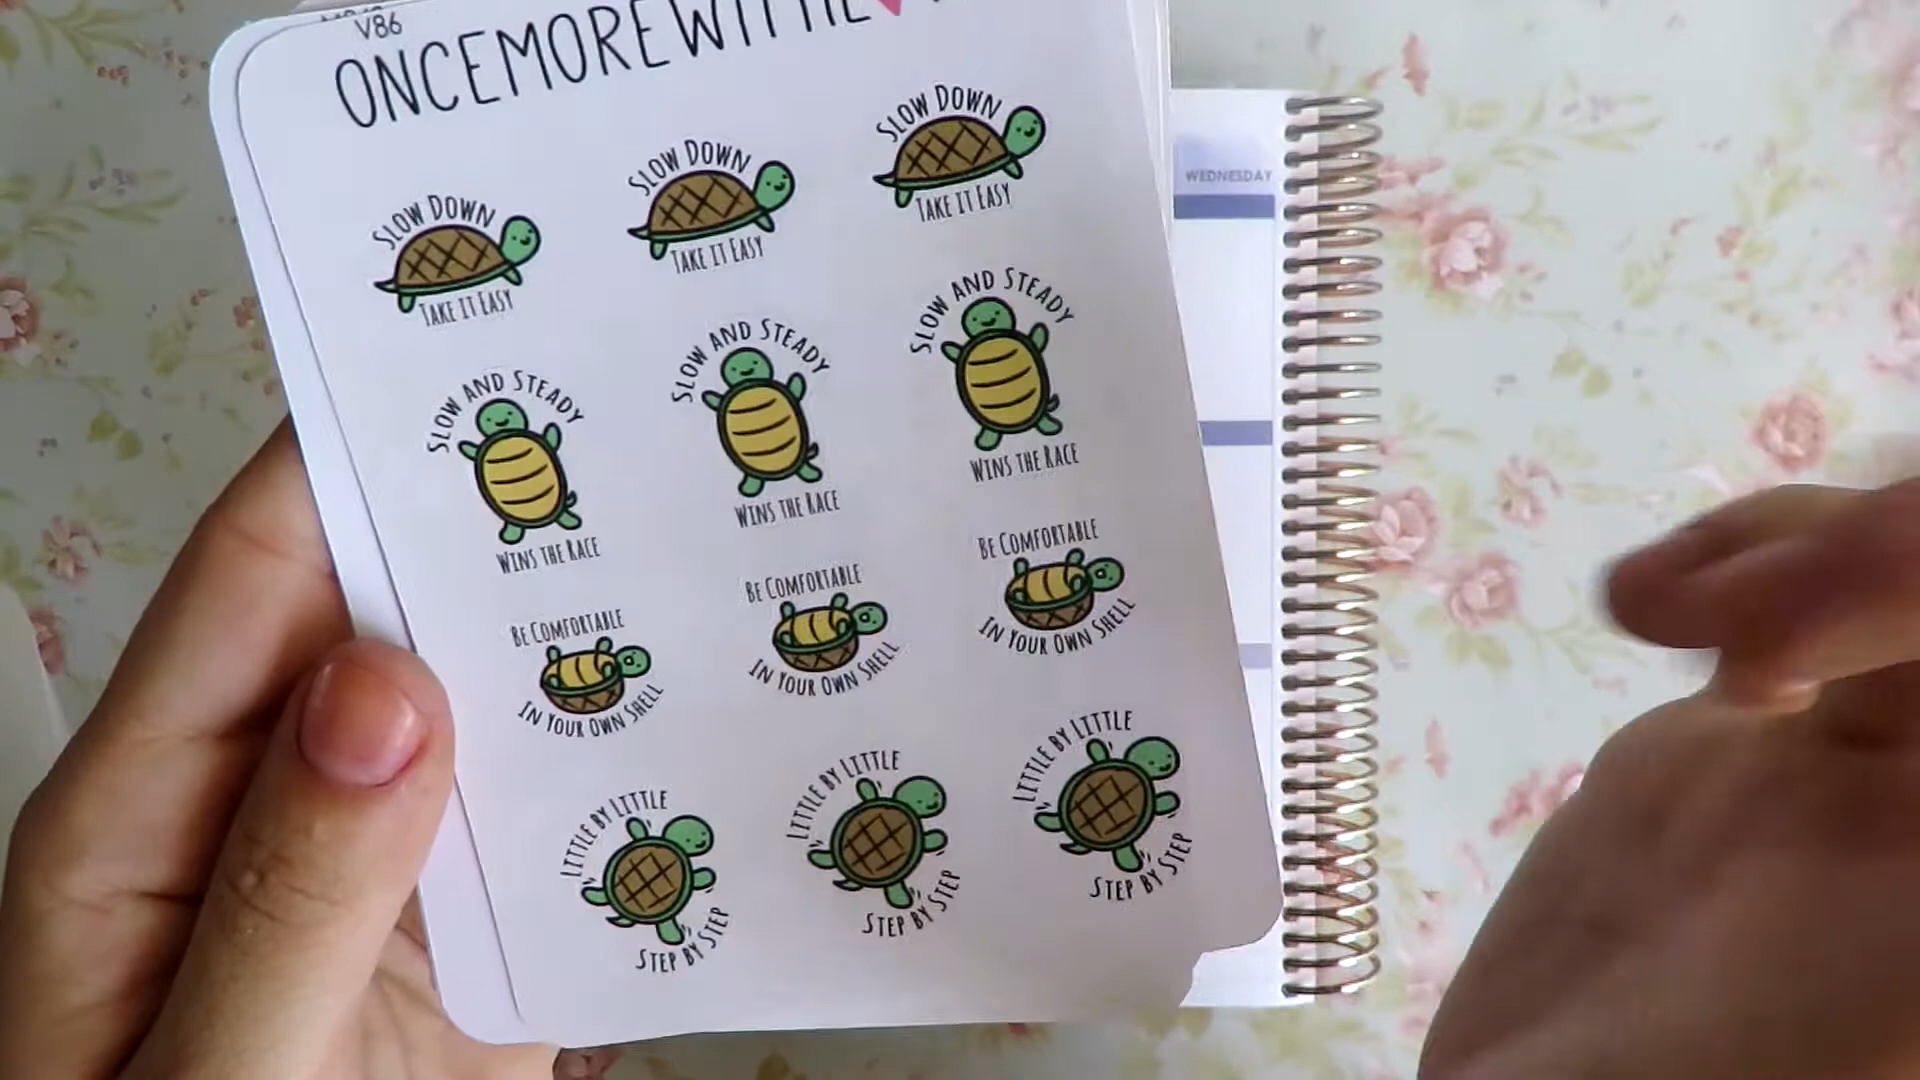 V86
ONCEMOREWITHL
SLOW DOWN
TAKE IT EASY
SLOW DOWN
TAKE IT EASY
SLOW DOWN
TAKE IT EASY
WEDNESDAY
SLOW AND STEADY
WINS THE RACE
SLOW AND STEADY
WINS THE RACE
SLOW AND STEADY
WINS THE RACE
BE COMFORTABLE
IN YOUR OWN SHELL
BE COMFORTABLE
IN YOUR OWN SHELL
BE COMFORTABLE
IN YOUR OWN SHELL
LITTLE BY LITTLE
STEP BY STEP
LITTLE BY LITTLE
STEP BY STEP
LITTLE BY LITTLE
STEP BY STEP